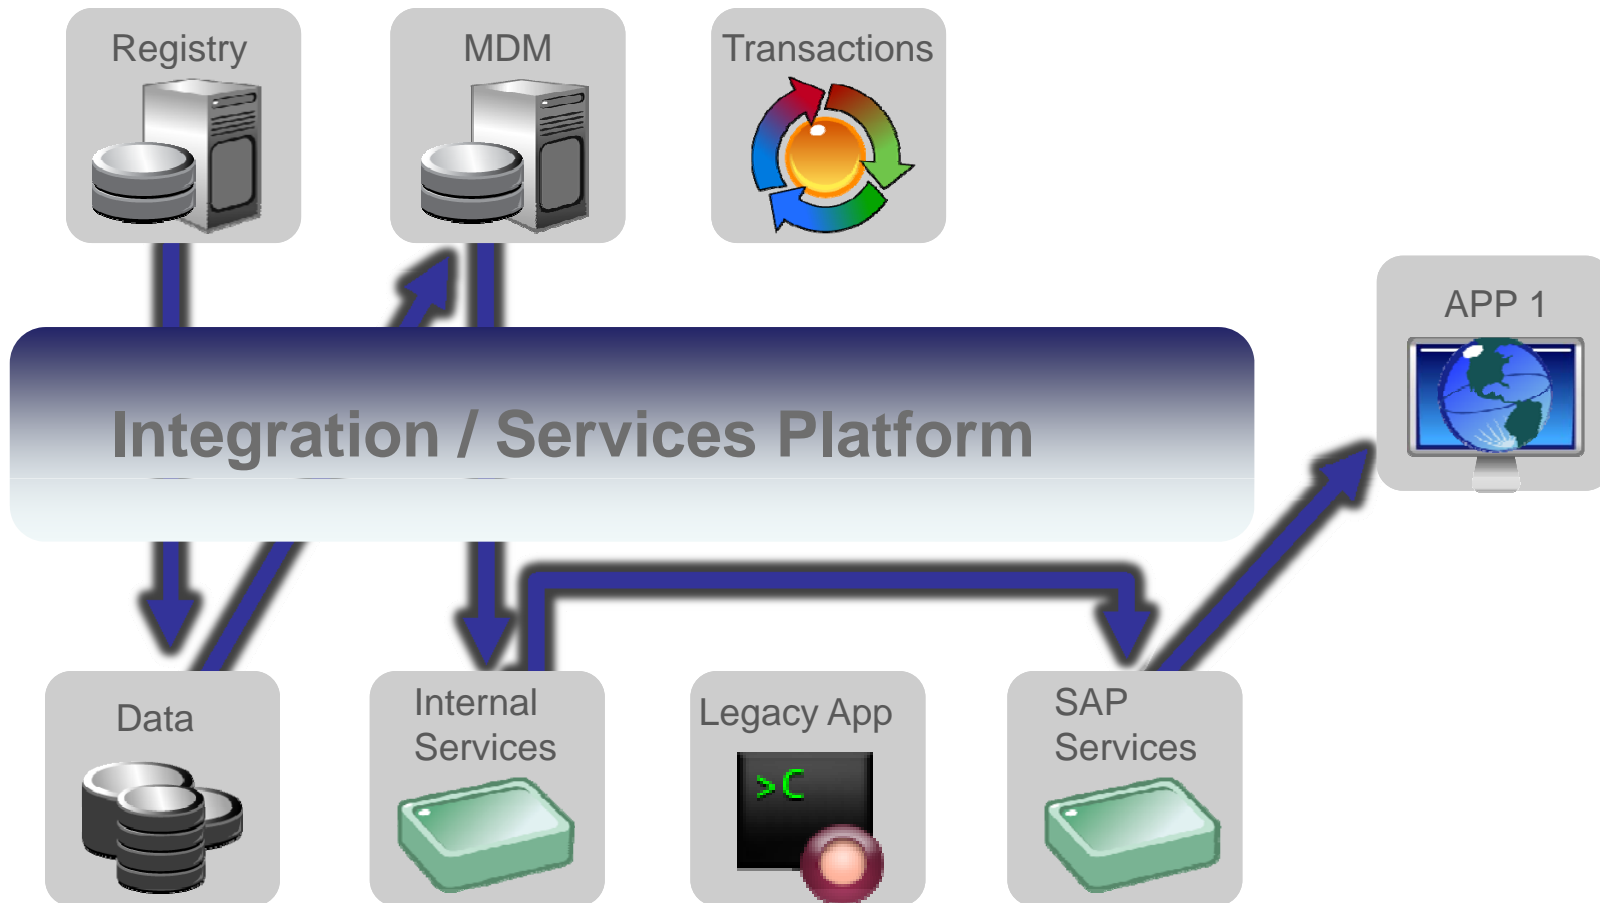 Registry
MDM
Transactions
APP 1
Integration / Services Platform
Data
Internal
Services
Legacy App
>C
SAP
Services